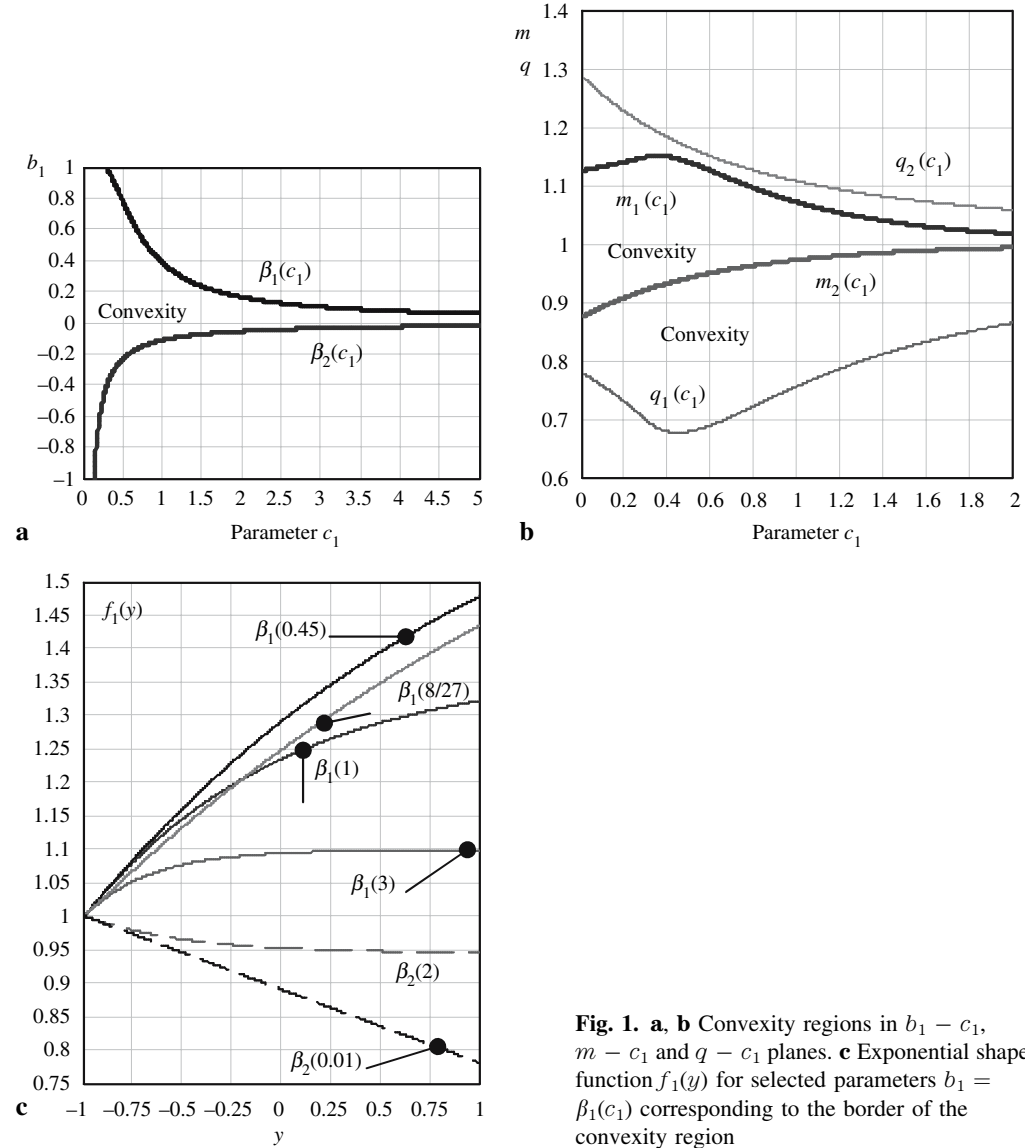 b₁
1
0.8
0.6
0.4
0.2
0
–0.2
–0.4
–0.6
–0.8
–1
β₁(c₁)
Convexity
β₂(c₁)
0 0.5 1 1.5 2 2.5 3 3.5 4 4.5 5
a Parameter c₁
m
q
1.4
1.3
1.2
1.1
1
0.9
0.8
0.7
0.6
q₂(c₁)
m₁(c₁)
Convexity
m₂(c₁)
Convexity
q₁(c₁)
0 0.2 0.4 0.6 0.8 1 1.2 1.4 1.6 1.8 2
b Parameter c₁
1.5
1.45
1.4
1.35
1.3
1.25
1.2
1.15
1.1
1.05
1
0.95
0.9
0.85
0.8
0.75
f₁(y)
β₁(0.45)
β₁(8/27)
β₁(1)
β₁(3)
β₂(2)
β₂(0.01)
c –1 –0.75 –0.5 –0.25 0 0.25 0.5 0.75 1
y
Fig. 1. a, b Convexity regions in b₁ − c₁,
m − c₁ and q − c₁ planes. c Exponential shape
function f₁(y) for selected parameters b₁ =
β₁(c₁) corresponding to the border of the
convexity region